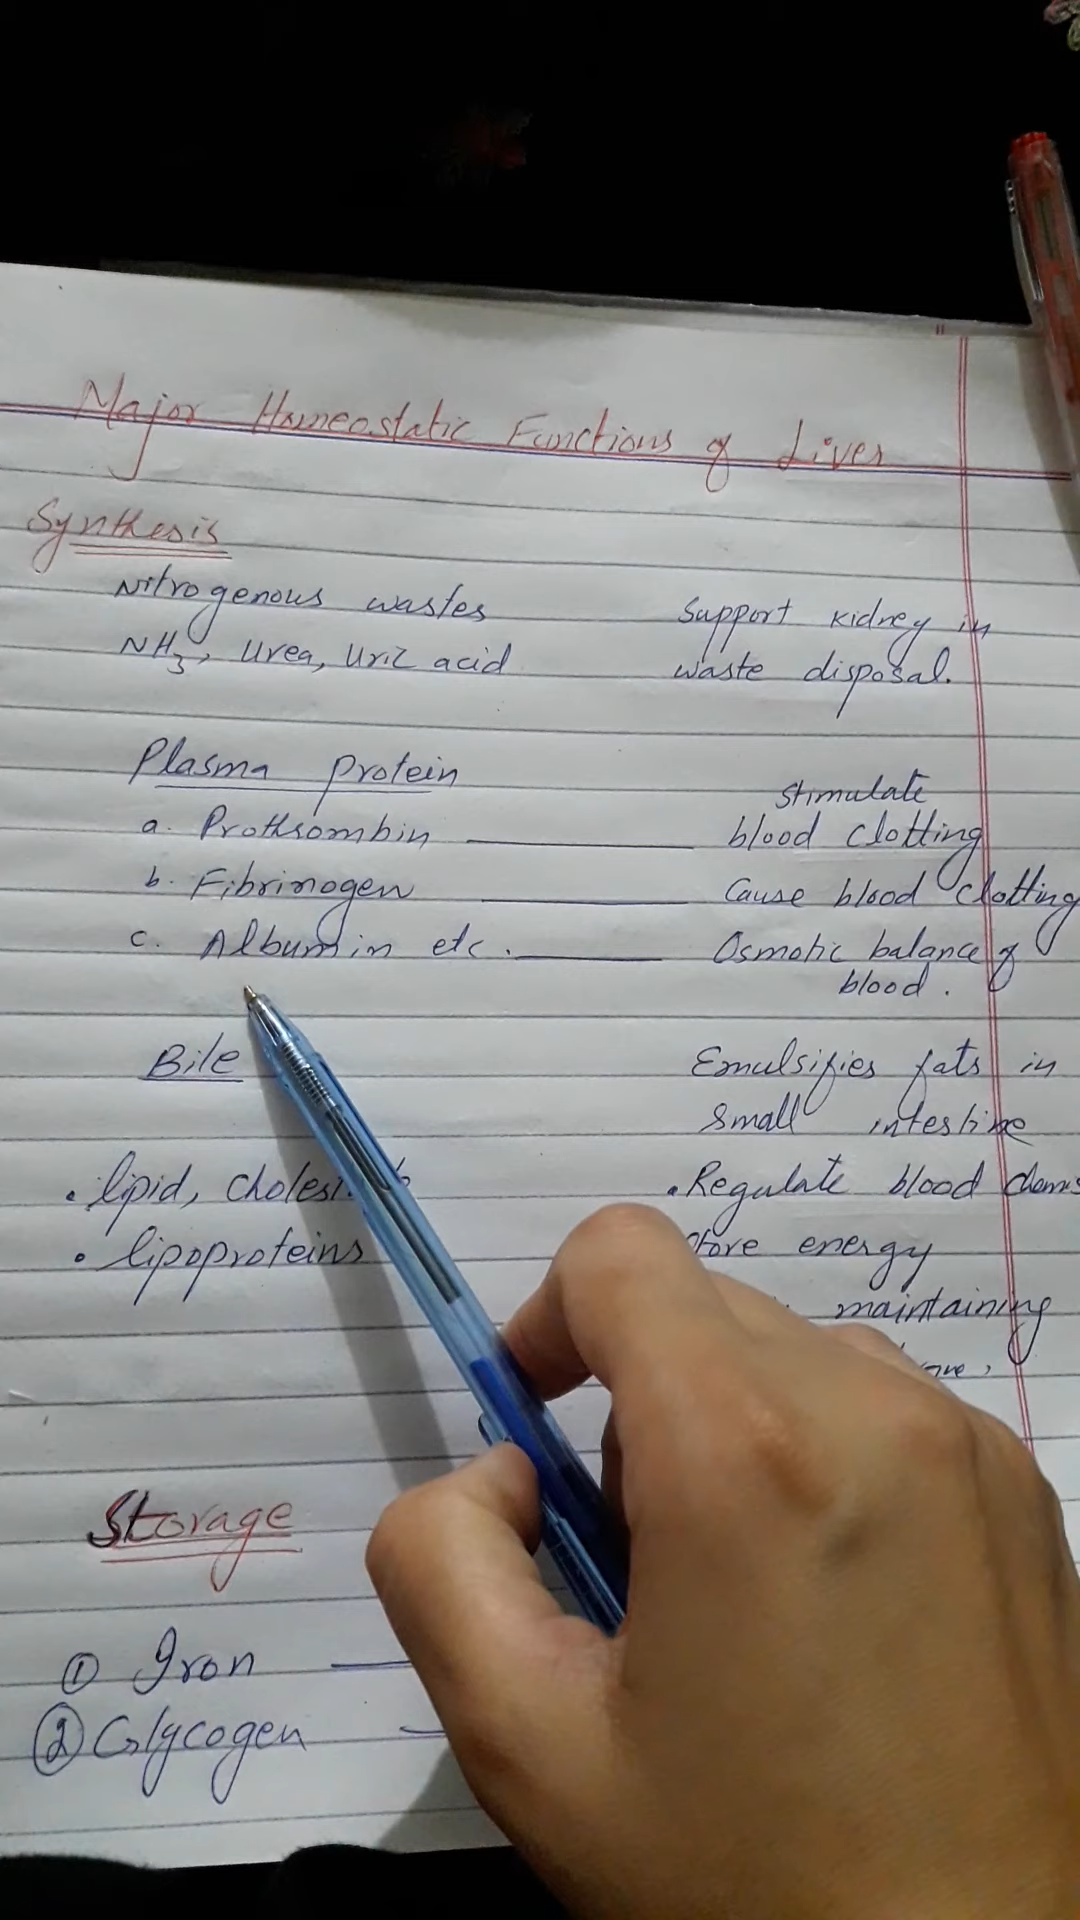 Major Homeostatic Functions of Liver
Synthesis
Nitrogenous wastes Support kidney in
NH3, Urea, Uric acid waste disposal.
Plasma protein
stimulate
a. Prothrombin blood clotting
b. Fibrinogen Cause blood clotting
c. Albumin etc. Osmotic balance of
blood.
Bile Emulsifies fats in
small intestine
• lipid, • Regulate blood
• lipoproteins store energy
maintaining
Storage
① Iron
② Glycogen